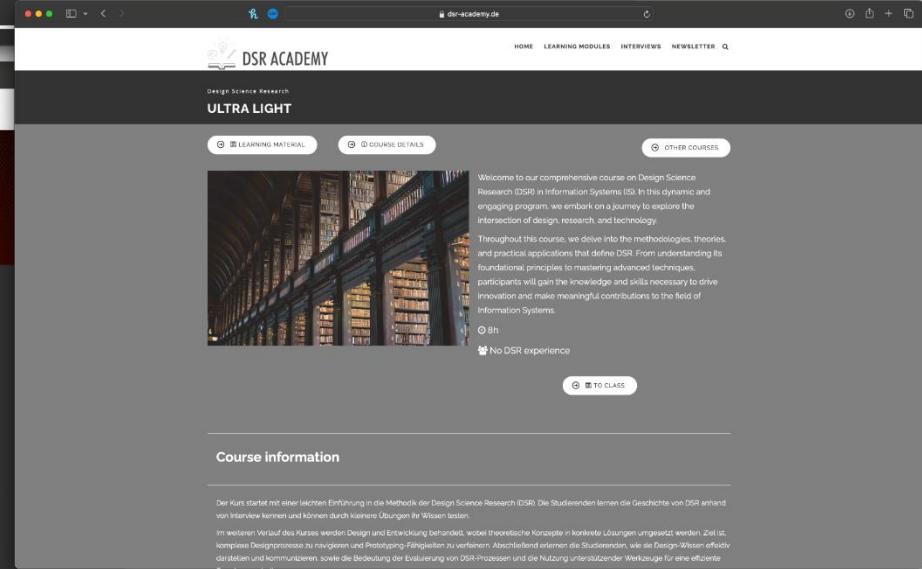 dsr-academy.de
DSR ACADEMY
HOME LEARNING MODULES INTERVIEWS NEWSLETTER
Design Science Research
ULTRA LIGHT
LEARNING MATERIAL
COURSE DETAILS
OTHER COURSES
Welcome to our comprehensive course on Design Science
Research (DSR) in Information Systems (IS). In this dynamic and
engaging program, we embark on a journey to explore the
intersection of design, research, and technology.
Throughout this course, we delve into the methodologies, theories,
and practical applications that define DSR. From understanding its
foundational principles to mastering advanced techniques,
participants will gain the knowledge and skills necessary to drive
innovation and make meaningful contributions to the field of
Information Systems.
8h
No DSR experience
TO CLASS
Course information
Der Kurs startet mit einer leichten Einführung in die Methodik der Design Science Research (DSR). Die Studierenden lernen die Geschichte von DSR anhand
von Interview kennen und können durch kleinere Übungen ihr Wissen testen.
Im weiteren Verlauf des Kurses werden Design und Entwicklung behandelt, wobei theoretische Konzepte in konkrete Lösungen umgesetzt werden. Ziel ist,
komplexe Designprozesse zu navigieren und Prototyping-Fähigkeiten zu verfeinern. Abschließend erlernen die Studierenden, wie sie Design-Wissen effektiv
darstellen und kommunizieren, sowie die Bedeutung der Evaluierung von DSR-Prozessen und die Nutzung unterstützender Werkzeuge für eine effiziente